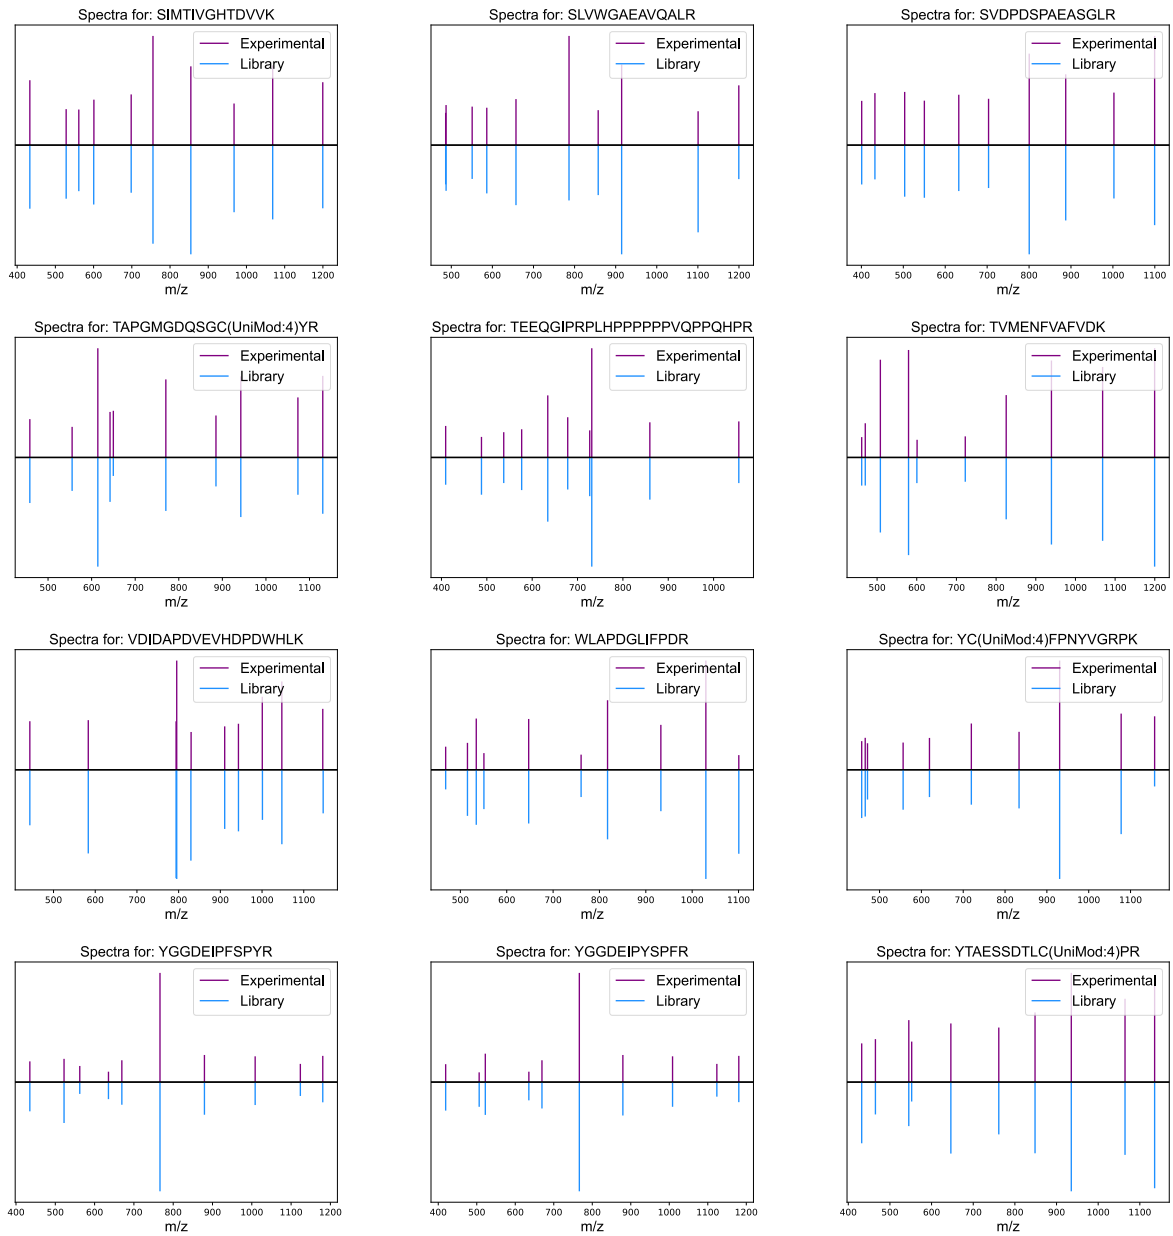 Spectra for: SIMTIVGHTDVVK
Experimental
Library
400 500 600 700 800 900 1000 1100 1200
m/z
Spectra for: SLVWGAEAVQALR
Experimental
Library
500 600 700 800 900 1000 1100 1200
m/z
Spectra for: SVDPDSPAEASGLR
Experimental
Library
400 500 600 700 800 900 1000 1100
m/z
Spectra for: TAPGMGDQSGC(UniMod:4)YR
Experimental
Library
500 600 700 800 900 1000 1100
m/z
Spectra for: TEEQGIPRPLHPPPPPPVQPPQHPR
Experimental
Library
400 500 600 700 800 900 1000
m/z
Spectra for: TVMENFVAFVDK
Experimental
Library
500 600 700 800 900 1000 1100 1200
m/z
Spectra for: VDIDAPDVEVHDPDWHLK
Experimental
Library
500 600 700 800 900 1000 1100
m/z
Spectra for: WLAPDGLIFPDR
Experimental
Library
500 600 700 800 900 1000 1100
m/z
Spectra for: YC(UniMod:4)FPNYVGRPK
Experimental
Library
500 600 700 800 900 1000 1100
m/z
Spectra for: YGGDEIPFSPYR
Experimental
Library
400 500 600 700 800 900 1000 1100 1200
m/z
Spectra for: YGGDEIPYSPFR
Experimental
Library
400 500 600 700 800 900 1000 1100 1200
m/z
Spectra for: YTAESSDTLC(UniMod:4)PR
Experimental
Library
400 500 600 700 800 900 1000 1100
m/z